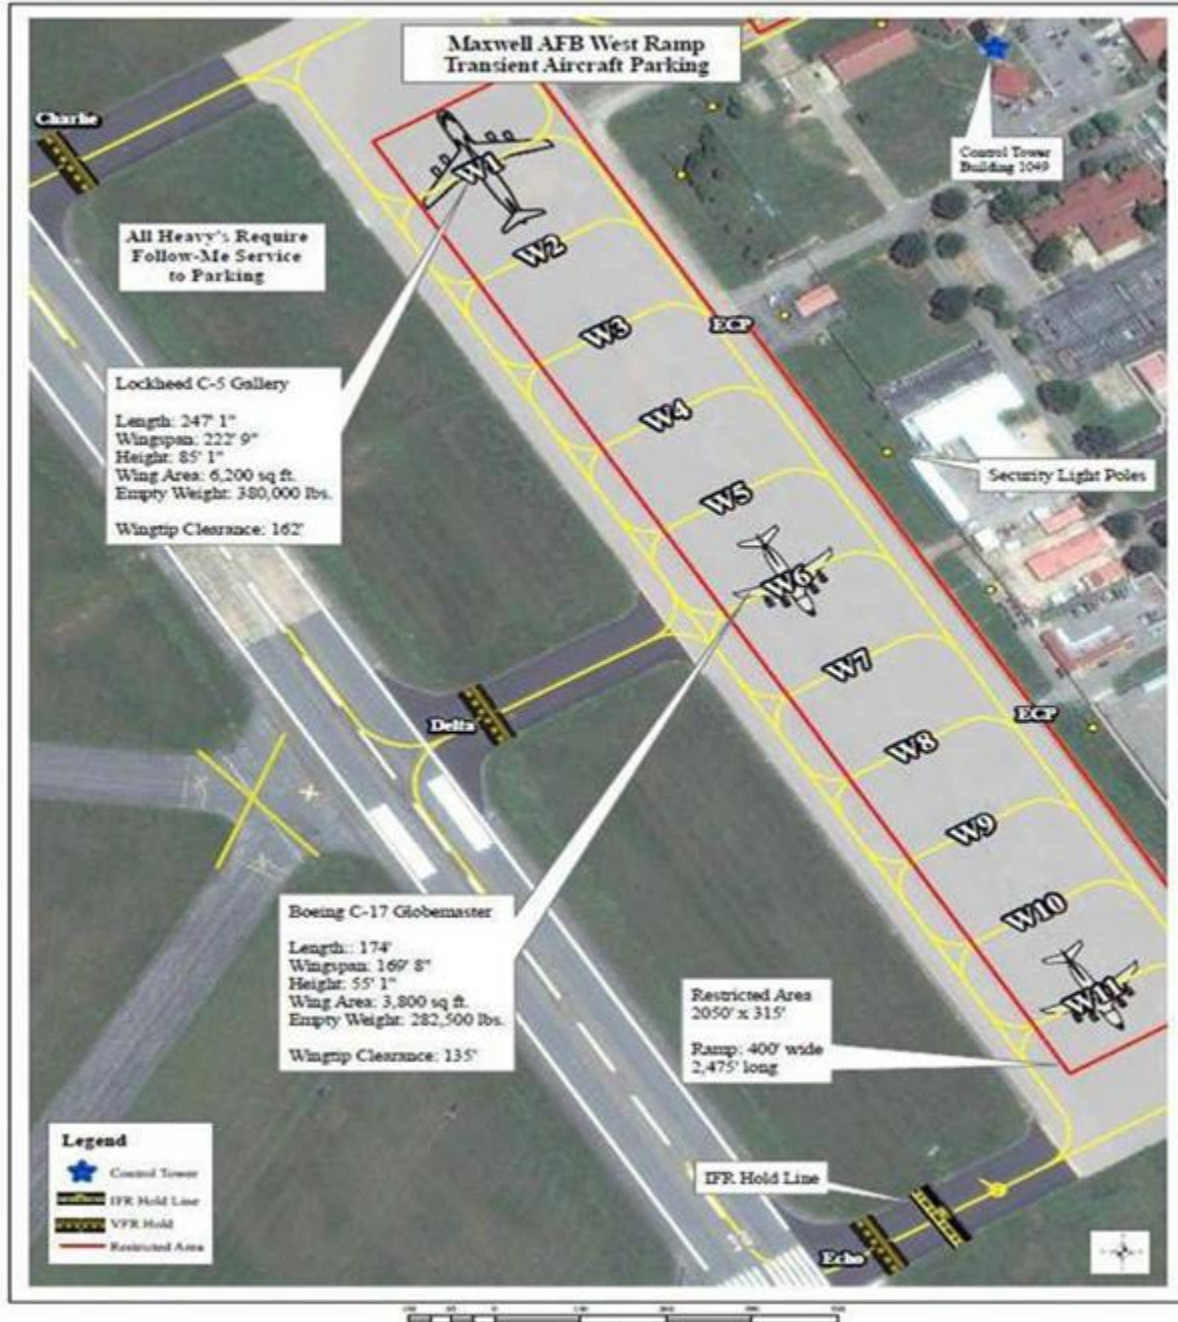 Maxwell AFB West Ramp
Transient Aircraft Parking
Charlie
Control Tower
Building 1049
W1
All Heavy's Require
Follow-Me Service
to Parking
W2
W3
ECP
Lockheed C-5 Gallery
Length: 247' 1"
Wingspan: 222' 9"
Height: 85' 1"
Wing Area: 6,200 sq ft.
Empty Weight: 380,000 lbs.
Wingtip Clearance: 162'
W4
Security Light Poles
W5
W6
W7
Delta
ECP
W8
W9
Boeing C-17 Globemaster
Length:: 174'
Wingspan: 169' 8"
Height: 55' 1"
Wing Area: 3,800 sq ft.
Empty Weight: 282,500 lbs.
Wingtip Clearance: 135'
W10
W11
Restricted Area
2050' x 315'
Ramp: 400' wide
2,475' long
Legend
Control Tower
IFR Hold Line
VFR Hold
Restricted Area
IFR Hold Line
Echo